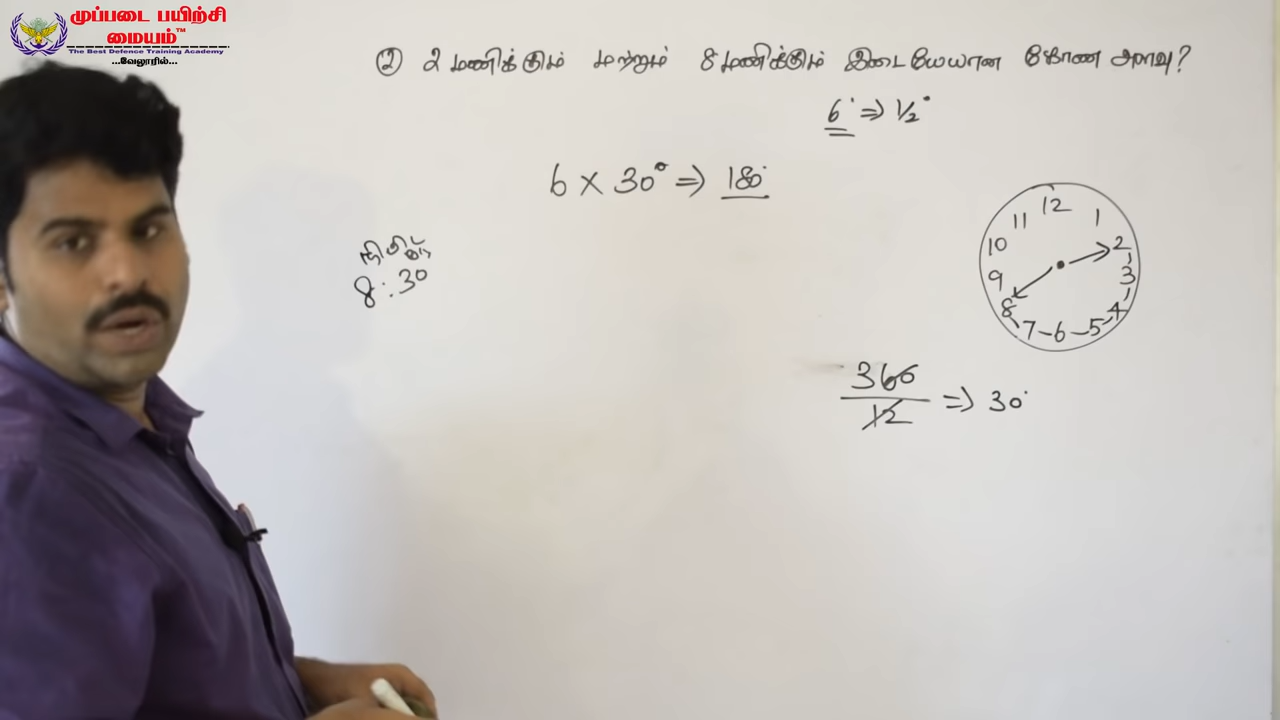 முப்படை பயிற்சி
மையம்™
The Best Defence Training Academy
...வேலூரில்...
② 2 மணிக்கும் மற்றும் 8 மணிக்கும் இடையேயான கோண அளவு?
6° ⇒ 1/2°
6 × 30° ⇒ 180°
8:30
12
11 1
10 2
9 3
8 4
7 - 6 - 5
360
12
⇒ 30°